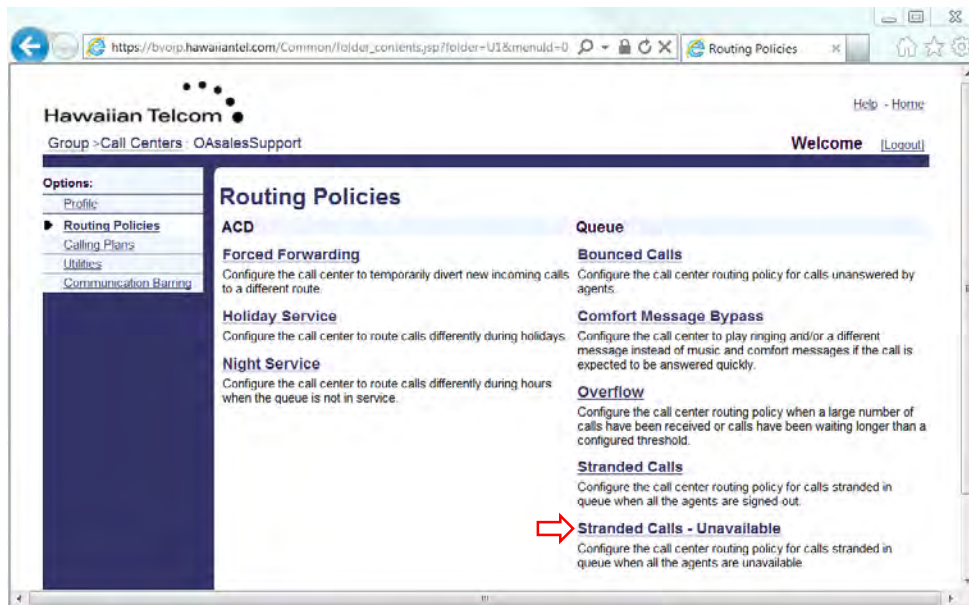 https://bvoip.hawaiiantel.com/Common/folder_contents.jsp?folder=U1&menuId=0
Routing Policies
Hawaiian Telcom
Help - Home
Group >Call Centers : OAsalesSupport
Welcome [Logout]
Options:
Profile
Routing Policies
Calling Plans
Utilities
Communication Barring
Routing Policies
ACD
Forced Forwarding
Configure the call center to temporarily divert new incoming calls
to a different route.
Holiday Service
Configure the call center to route calls differently during holidays.
Night Service
Configure the call center to route calls differently during hours
when the queue is not in service.
Queue
Bounced Calls
Configure the call center routing policy for calls unanswered by
agents.
Comfort Message Bypass
Configure the call center to play ringing and/or a different
message instead of music and comfort messages if the call is
expected to be answered quickly.
Overflow
Configure the call center routing policy when a large number of
calls have been received or calls have been waiting longer than a
configured threshold.
Stranded Calls
Configure the call center routing policy for calls stranded in
queue when all the agents are signed out.
Stranded Calls - Unavailable
Configure the call center routing policy for calls stranded in
queue when all the agents are unavailable